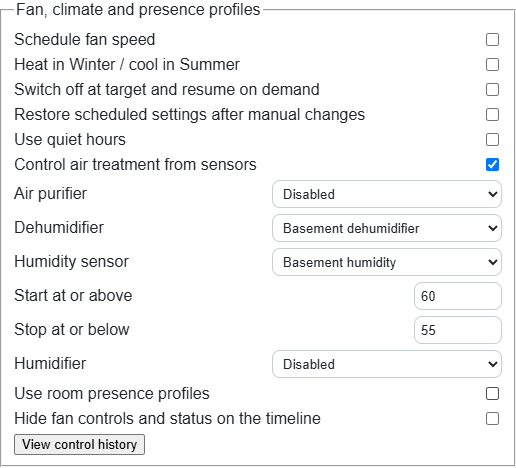 Fan, climate and presence profiles
Schedule fan speed
Heat in Winter / cool in Summer
Switch off at target and resume on demand
Restore scheduled settings after manual changes
Use quiet hours
Control air treatment from sensors
Air purifier Disabled
Dehumidifier Basement dehumidifier
Humidity sensor Basement humidity
Start at or above 60
Stop at or below 55
Humidifier Disabled
Use room presence profiles
Hide fan controls and status on the timeline
View control history